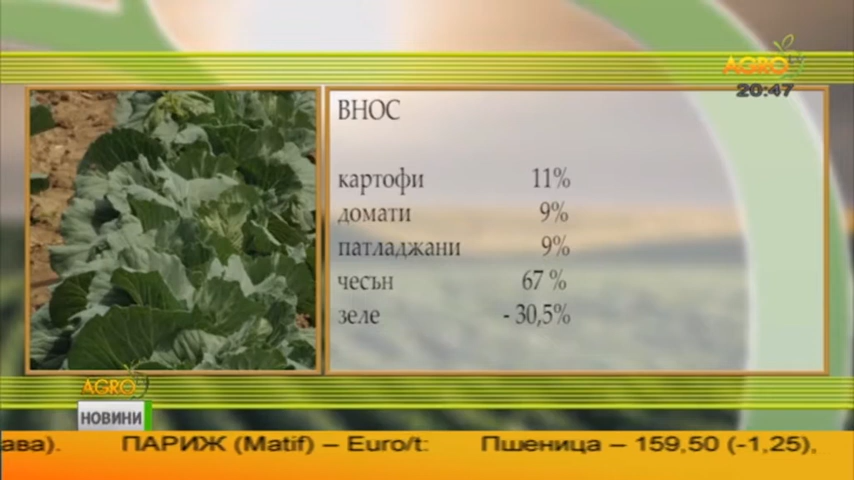 AGRO tv
20:47
ВНОС
картофи 11%
домати 9%
патладжани 9%
чесън 67 %
зеле - 30,5%
AGRO
НОВИНИ
ава). ПАРИЖ (Matif) – Euro/t: Пшеница – 159,50 (-1,25),